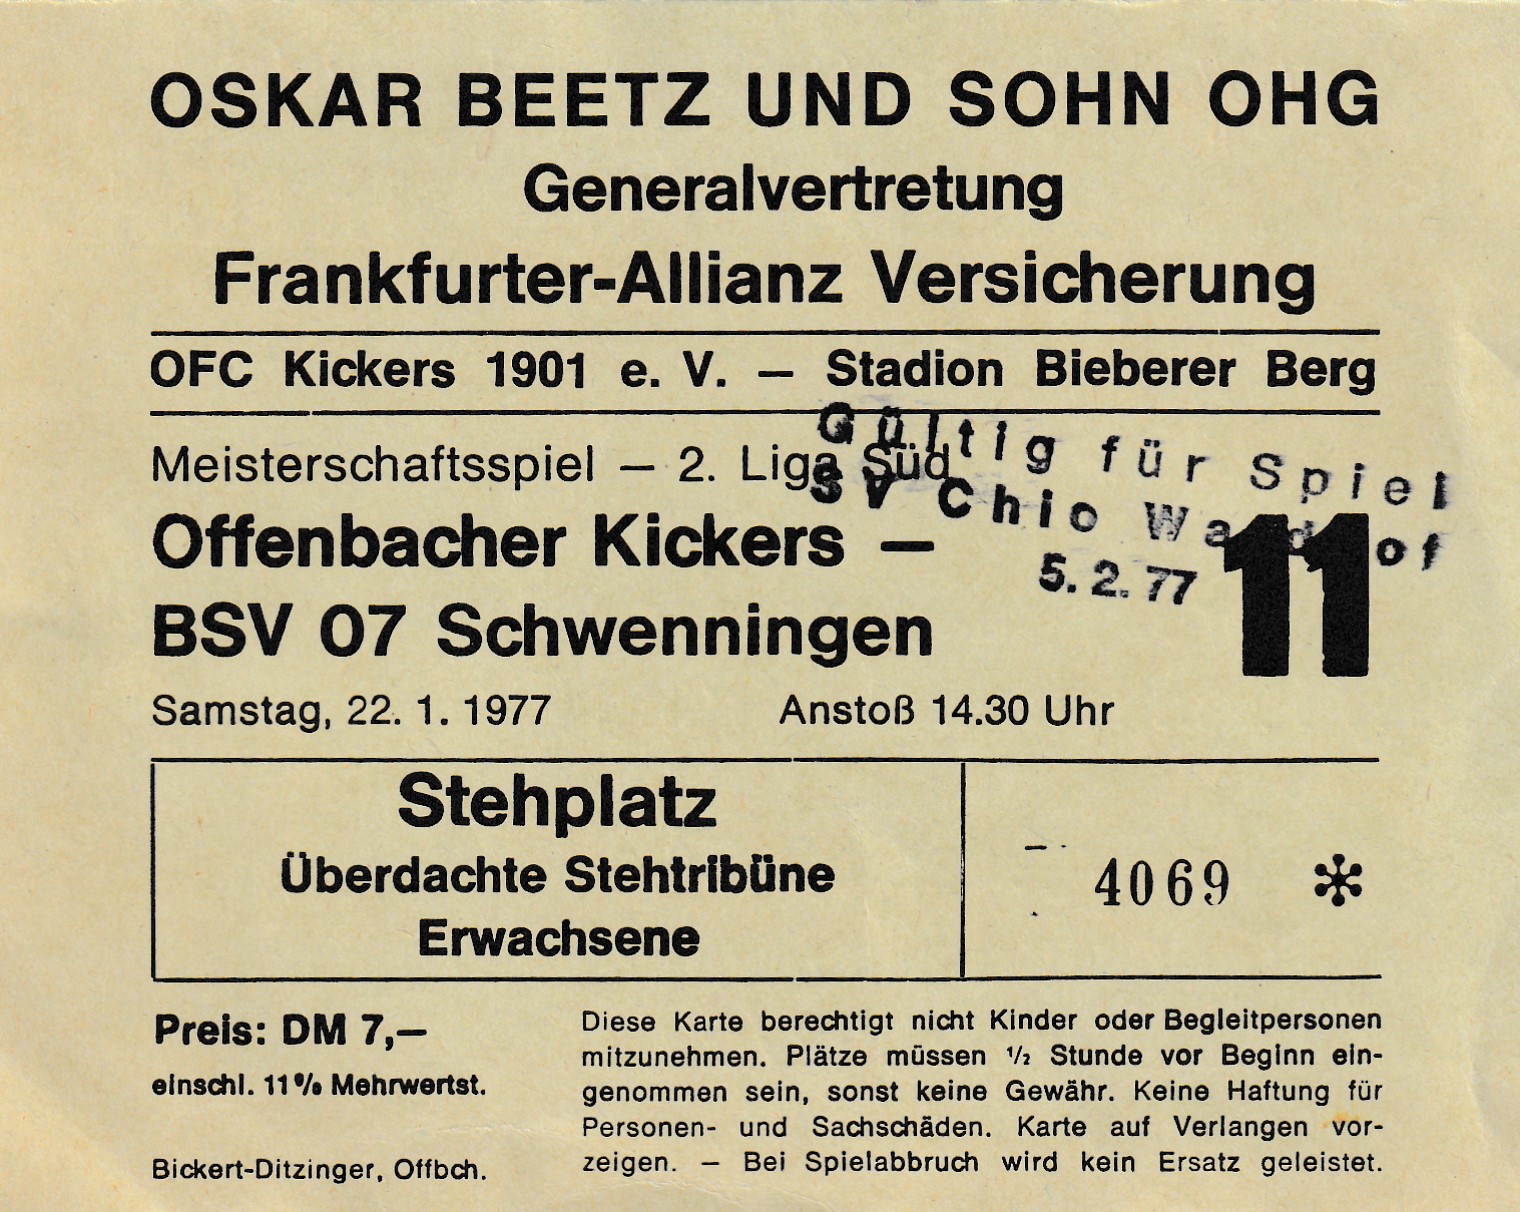 OSKAR BEETZ UND SOHN OHG
Generalvertretung
Frankfurter-Allianz Versicherung
OFC Kickers 1901 e. V. — Stadion Bieberer Berg
Meisterschaftsspiel — 2. Liga Süd
Gültig für Spiel
SV Chio Waldhof
5. 2. 77
Offenbacher Kickers —
BSV 07 Schwenningen
11
Samstag, 22. 1. 1977 Anstoß 14.30 Uhr
Stehplatz
Überdachte Stehtribüne
Erwachsene
4069 *
Preis: DM 7,—
einschl. 11% Mehrwertst.
Bickert-Ditzinger, Offbch.
Diese Karte berechtigt nicht Kinder oder Begleitpersonen
mitzunehmen. Plätze müssen ½ Stunde vor Beginn ein-
genommen sein, sonst keine Gewähr. Keine Haftung für
Personen- und Sachschäden. Karte auf Verlangen vor-
zeigen. — Bei Spielabbruch wird kein Ersatz geleistet.